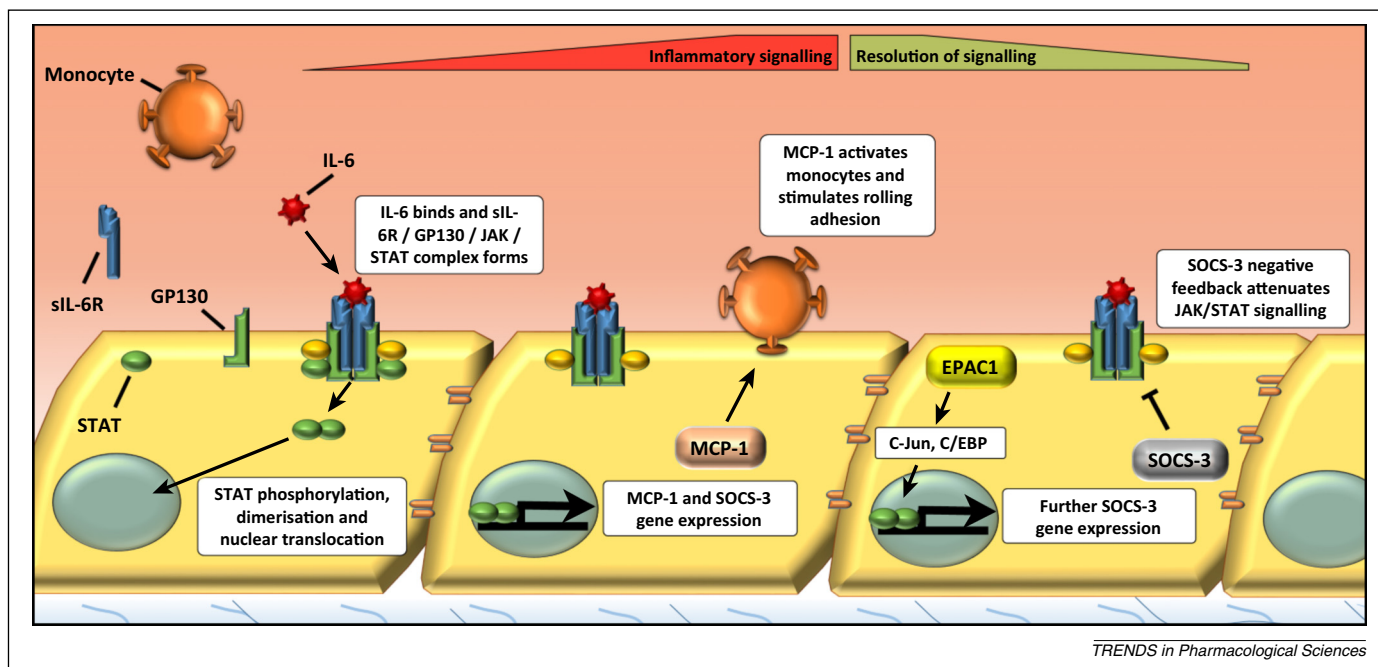 Inflammatory signalling
Resolution of signalling
Monocyte
IL-6
sIL-6R
GP130
STAT
IL-6 binds and sIL-
6R / GP130 / JAK /
STAT complex forms
STAT phosphorylation,
dimerisation and
nuclear translocation
MCP-1 activates
monocytes and
stimulates rolling
adhesion
MCP-1
MCP-1 and SOCS-3
gene expression
EPAC1
C-Jun, C/EBP
SOCS-3 negative
feedback attenuates
JAK/STAT signalling
SOCS-3
Further SOCS-3
gene expression
TRENDS in Pharmacological Sciences